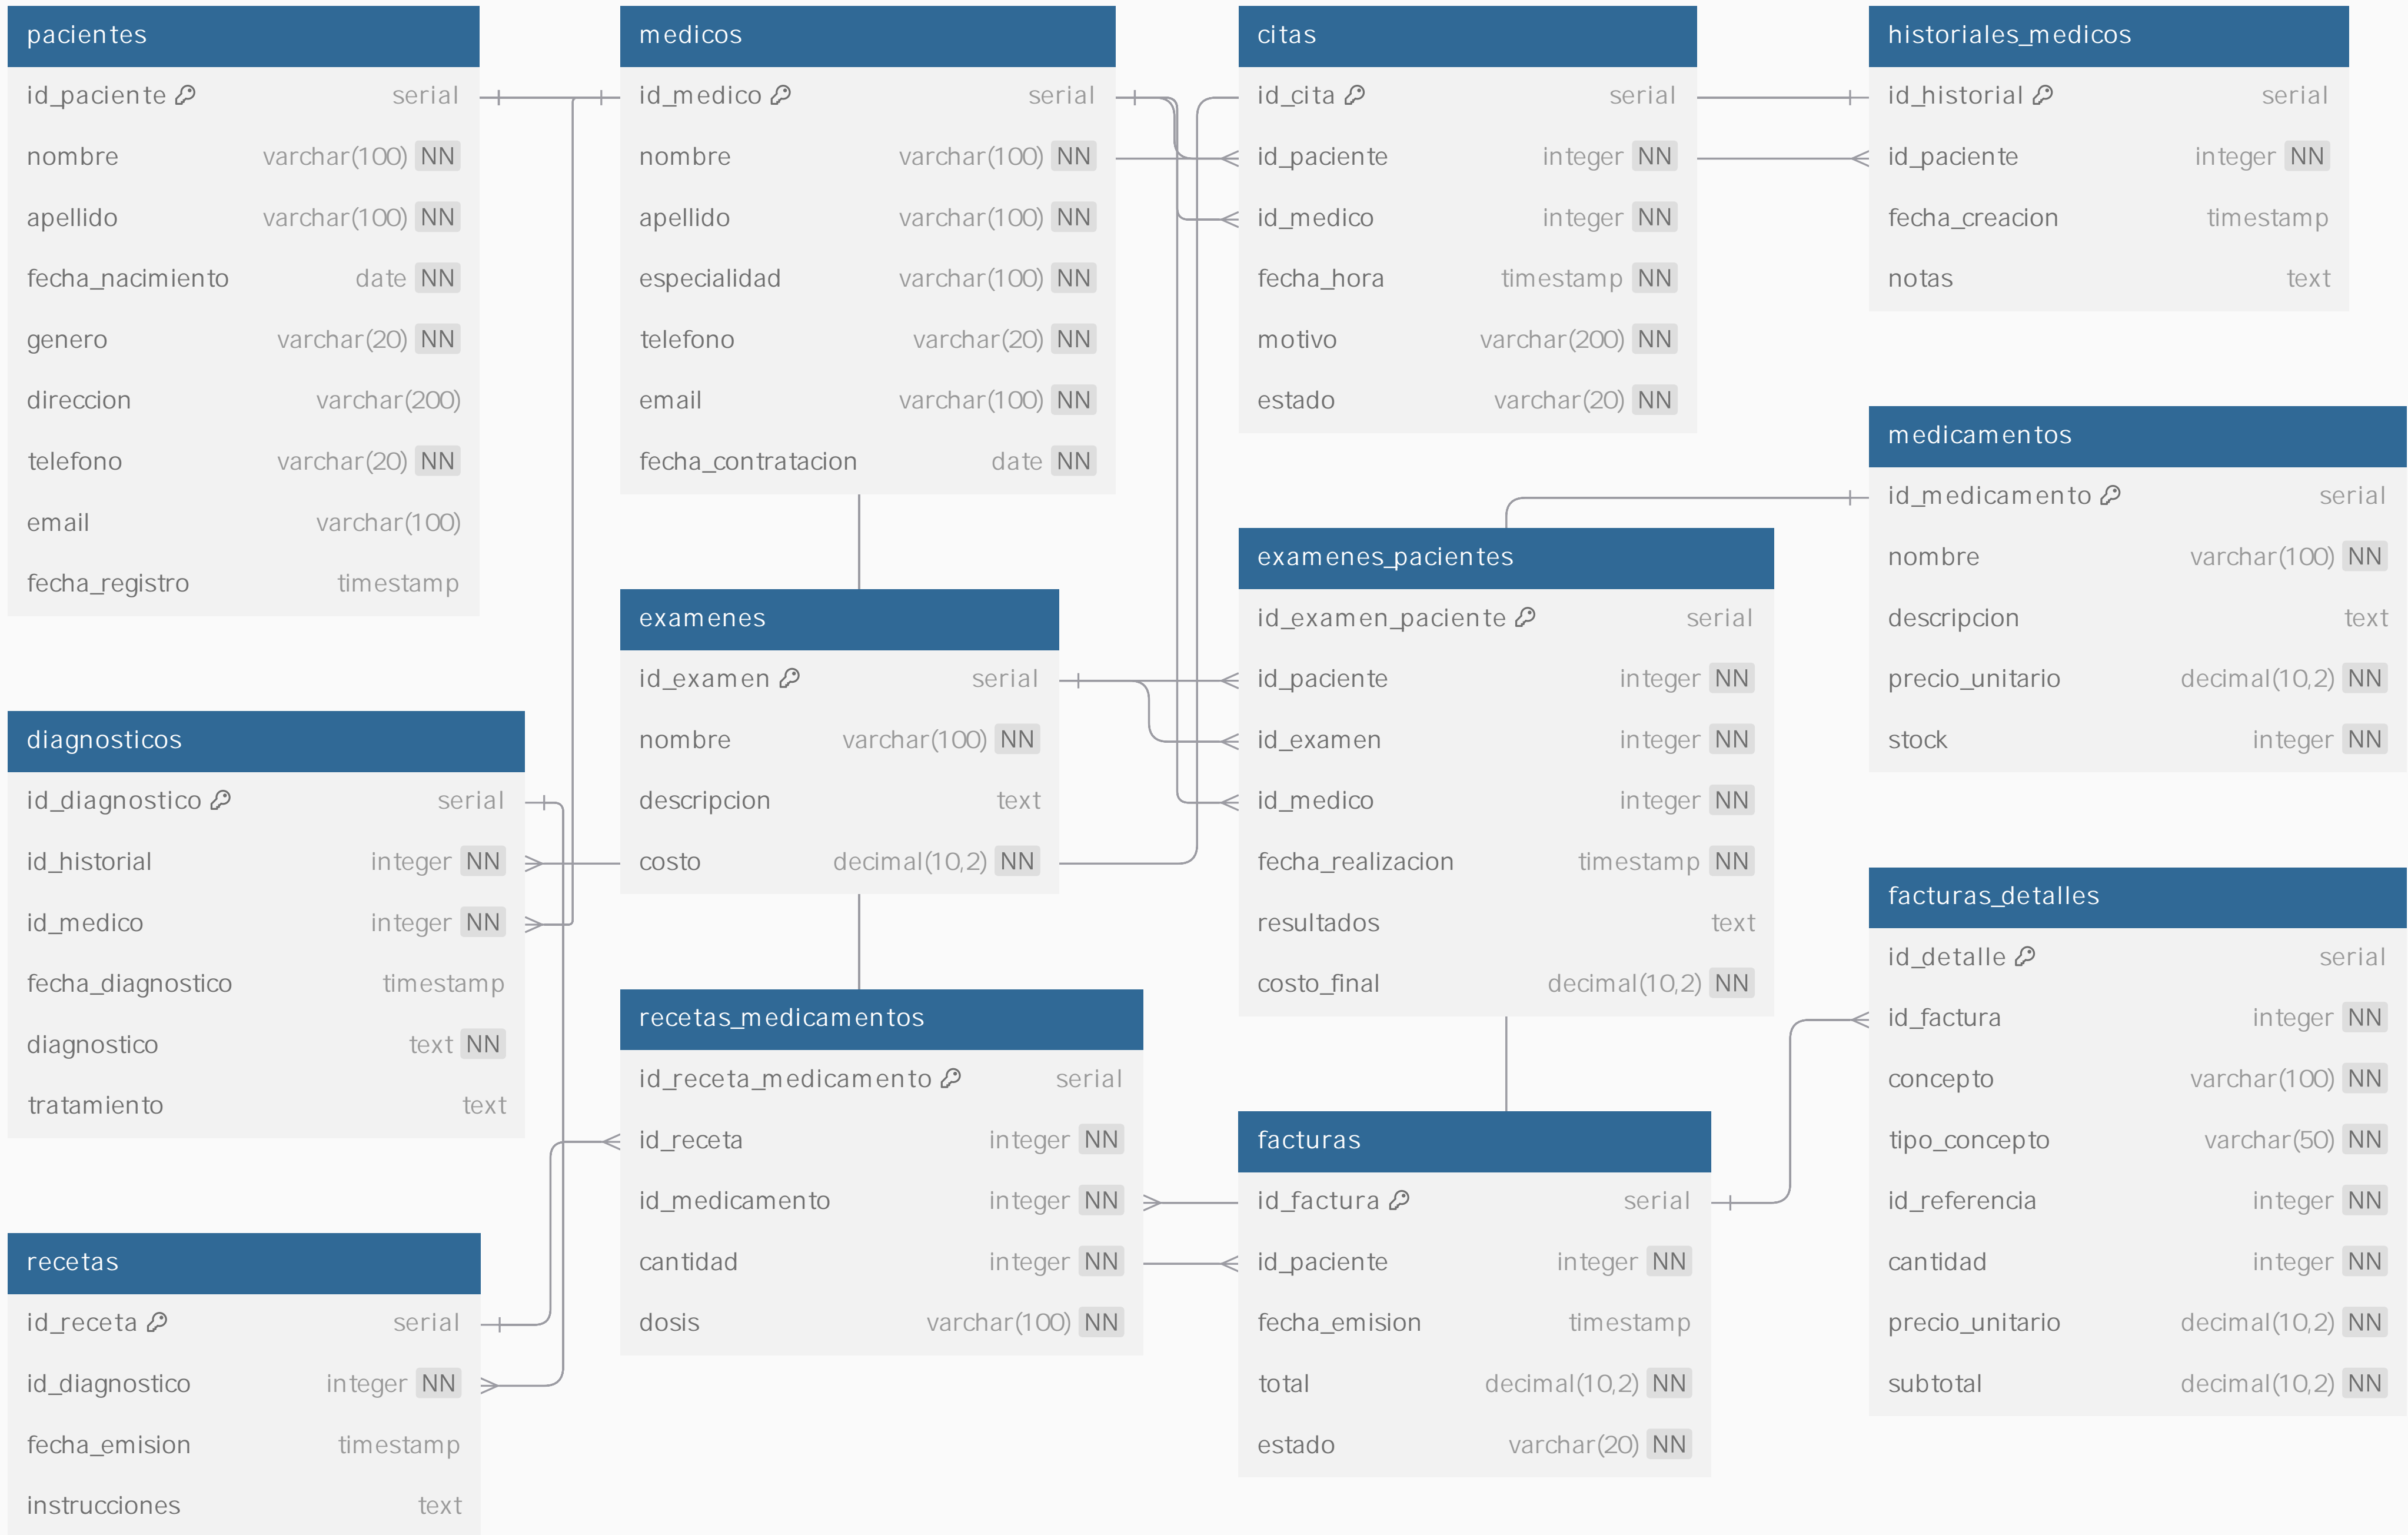 pacientes
id_paciente serial
nombre varchar(100) NN
apellido varchar(100) NN
fecha_nacimiento date NN
genero varchar(20) NN
direccion varchar(200)
telefono varchar(20) NN
email varchar(100)
fecha_registro timestamp
diagnosticos
id_diagnostico serial
id_historial integer NN
id_medico integer NN
fecha_diagnostico timestamp
diagnostico text NN
tratamiento text
recetas
id_receta serial
id_diagnostico integer NN
fecha_emision timestamp
instrucciones text
medicos
id_medico serial
nombre varchar(100) NN
apellido varchar(100) NN
especialidad varchar(100) NN
telefono varchar(20) NN
email varchar(100) NN
fecha_contratacion date NN
examenes
id_examen serial
nombre varchar(100) NN
descripcion text
costo decimal(10,2) NN
recetas_medicamentos
id_receta_medicamento serial
id_receta integer NN
id_medicamento integer NN
cantidad integer NN
dosis varchar(100) NN
citas
id_cita serial
id_paciente integer NN
id_medico integer NN
fecha_hora timestamp NN
motivo varchar(200) NN
estado varchar(20) NN
examenes_pacientes
id_examen_paciente serial
id_paciente integer NN
id_examen integer NN
id_medico integer NN
fecha_realizacion timestamp NN
resultados text
costo_final decimal(10,2) NN
facturas
id_factura serial
id_paciente integer NN
fecha_emision timestamp
total decimal(10,2) NN
estado varchar(20) NN
historiales_medicos
id_historial serial
id_paciente integer NN
fecha_creacion timestamp
notas text
medicamentos
id_medicamento serial
nombre varchar(100) NN
descripcion text
precio_unitario decimal(10,2) NN
stock integer NN
facturas_detalles
id_detalle serial
id_factura integer NN
concepto varchar(100) NN
tipo_concepto varchar(50) NN
id_referencia integer NN
cantidad integer NN
precio_unitario decimal(10,2) NN
subtotal decimal(10,2) NN